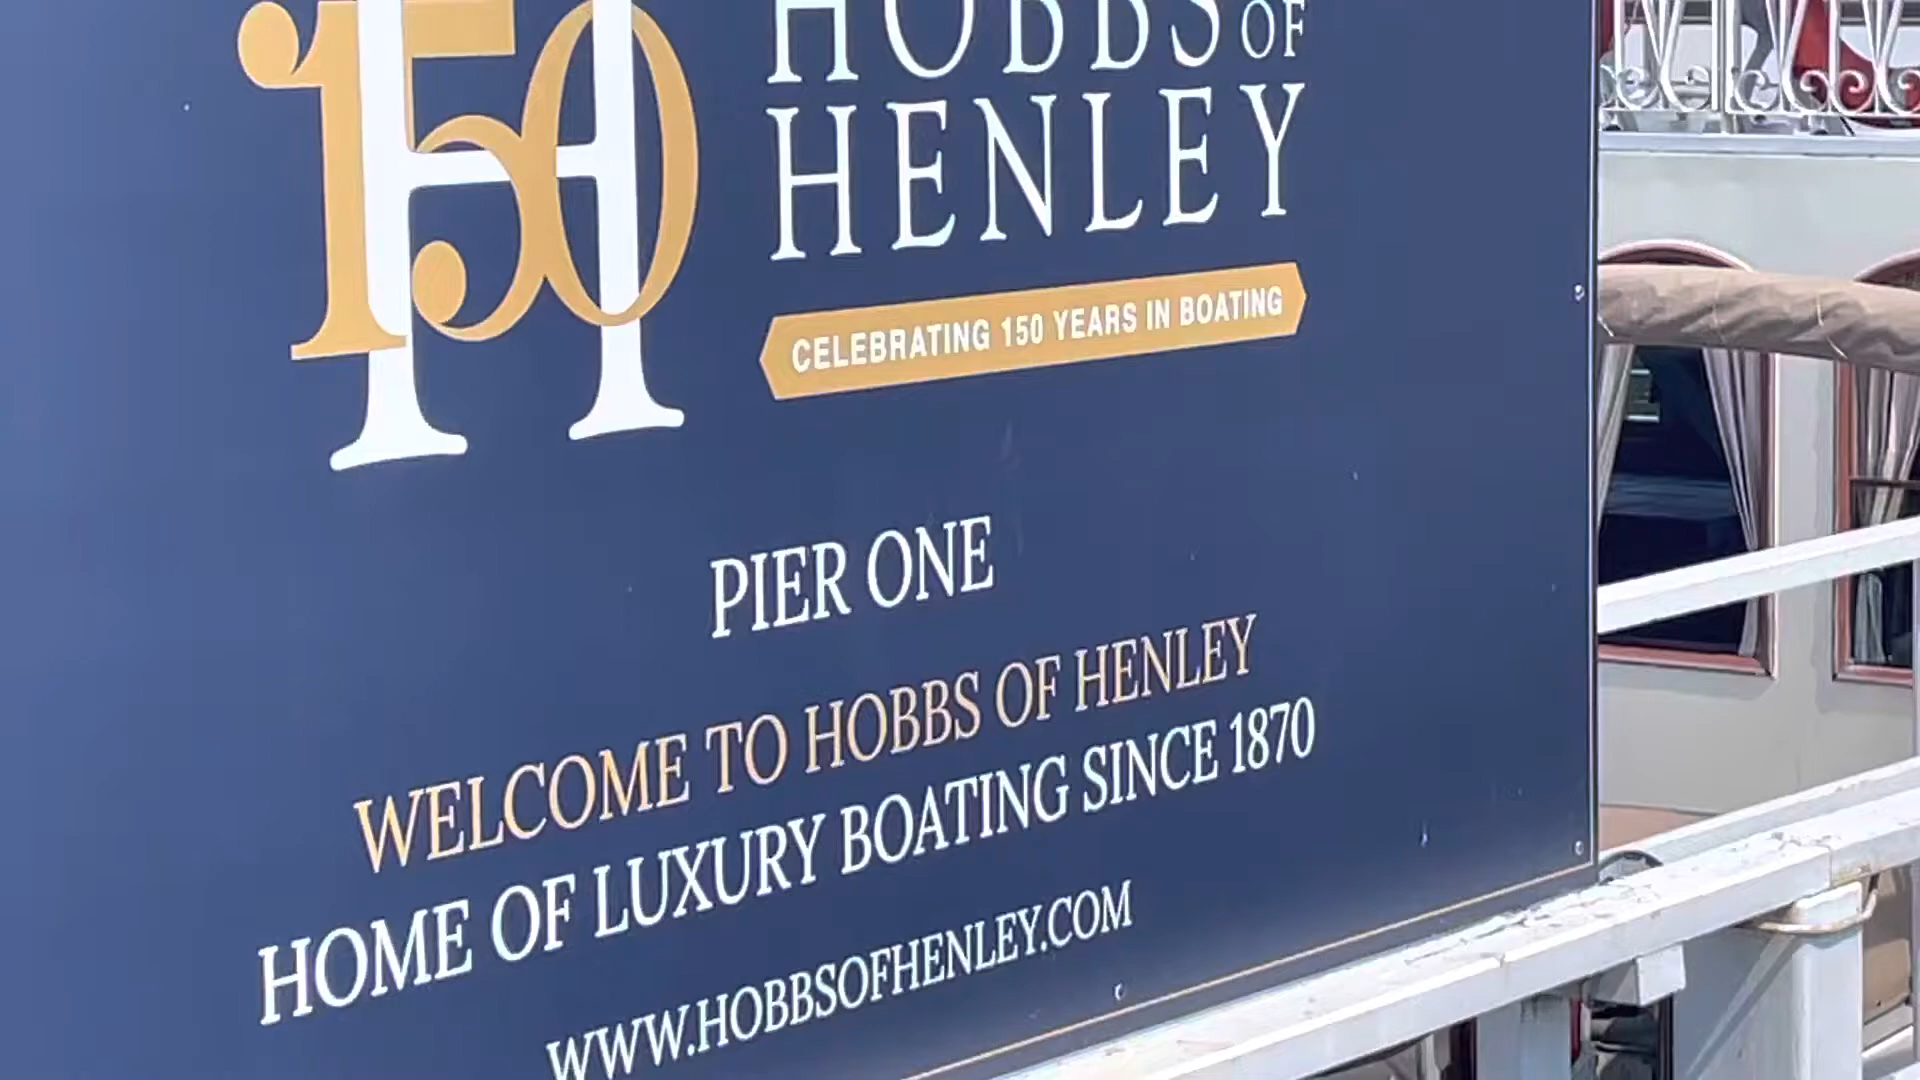 150 H
HOBBS OF
HENLEY
CELEBRATING 150 YEARS IN BOATING
PIER ONE
WELCOME TO HOBBS OF HENLEY
HOME OF LUXURY BOATING SINCE 1870
WWW.HOBBSOFHENLEY.COM